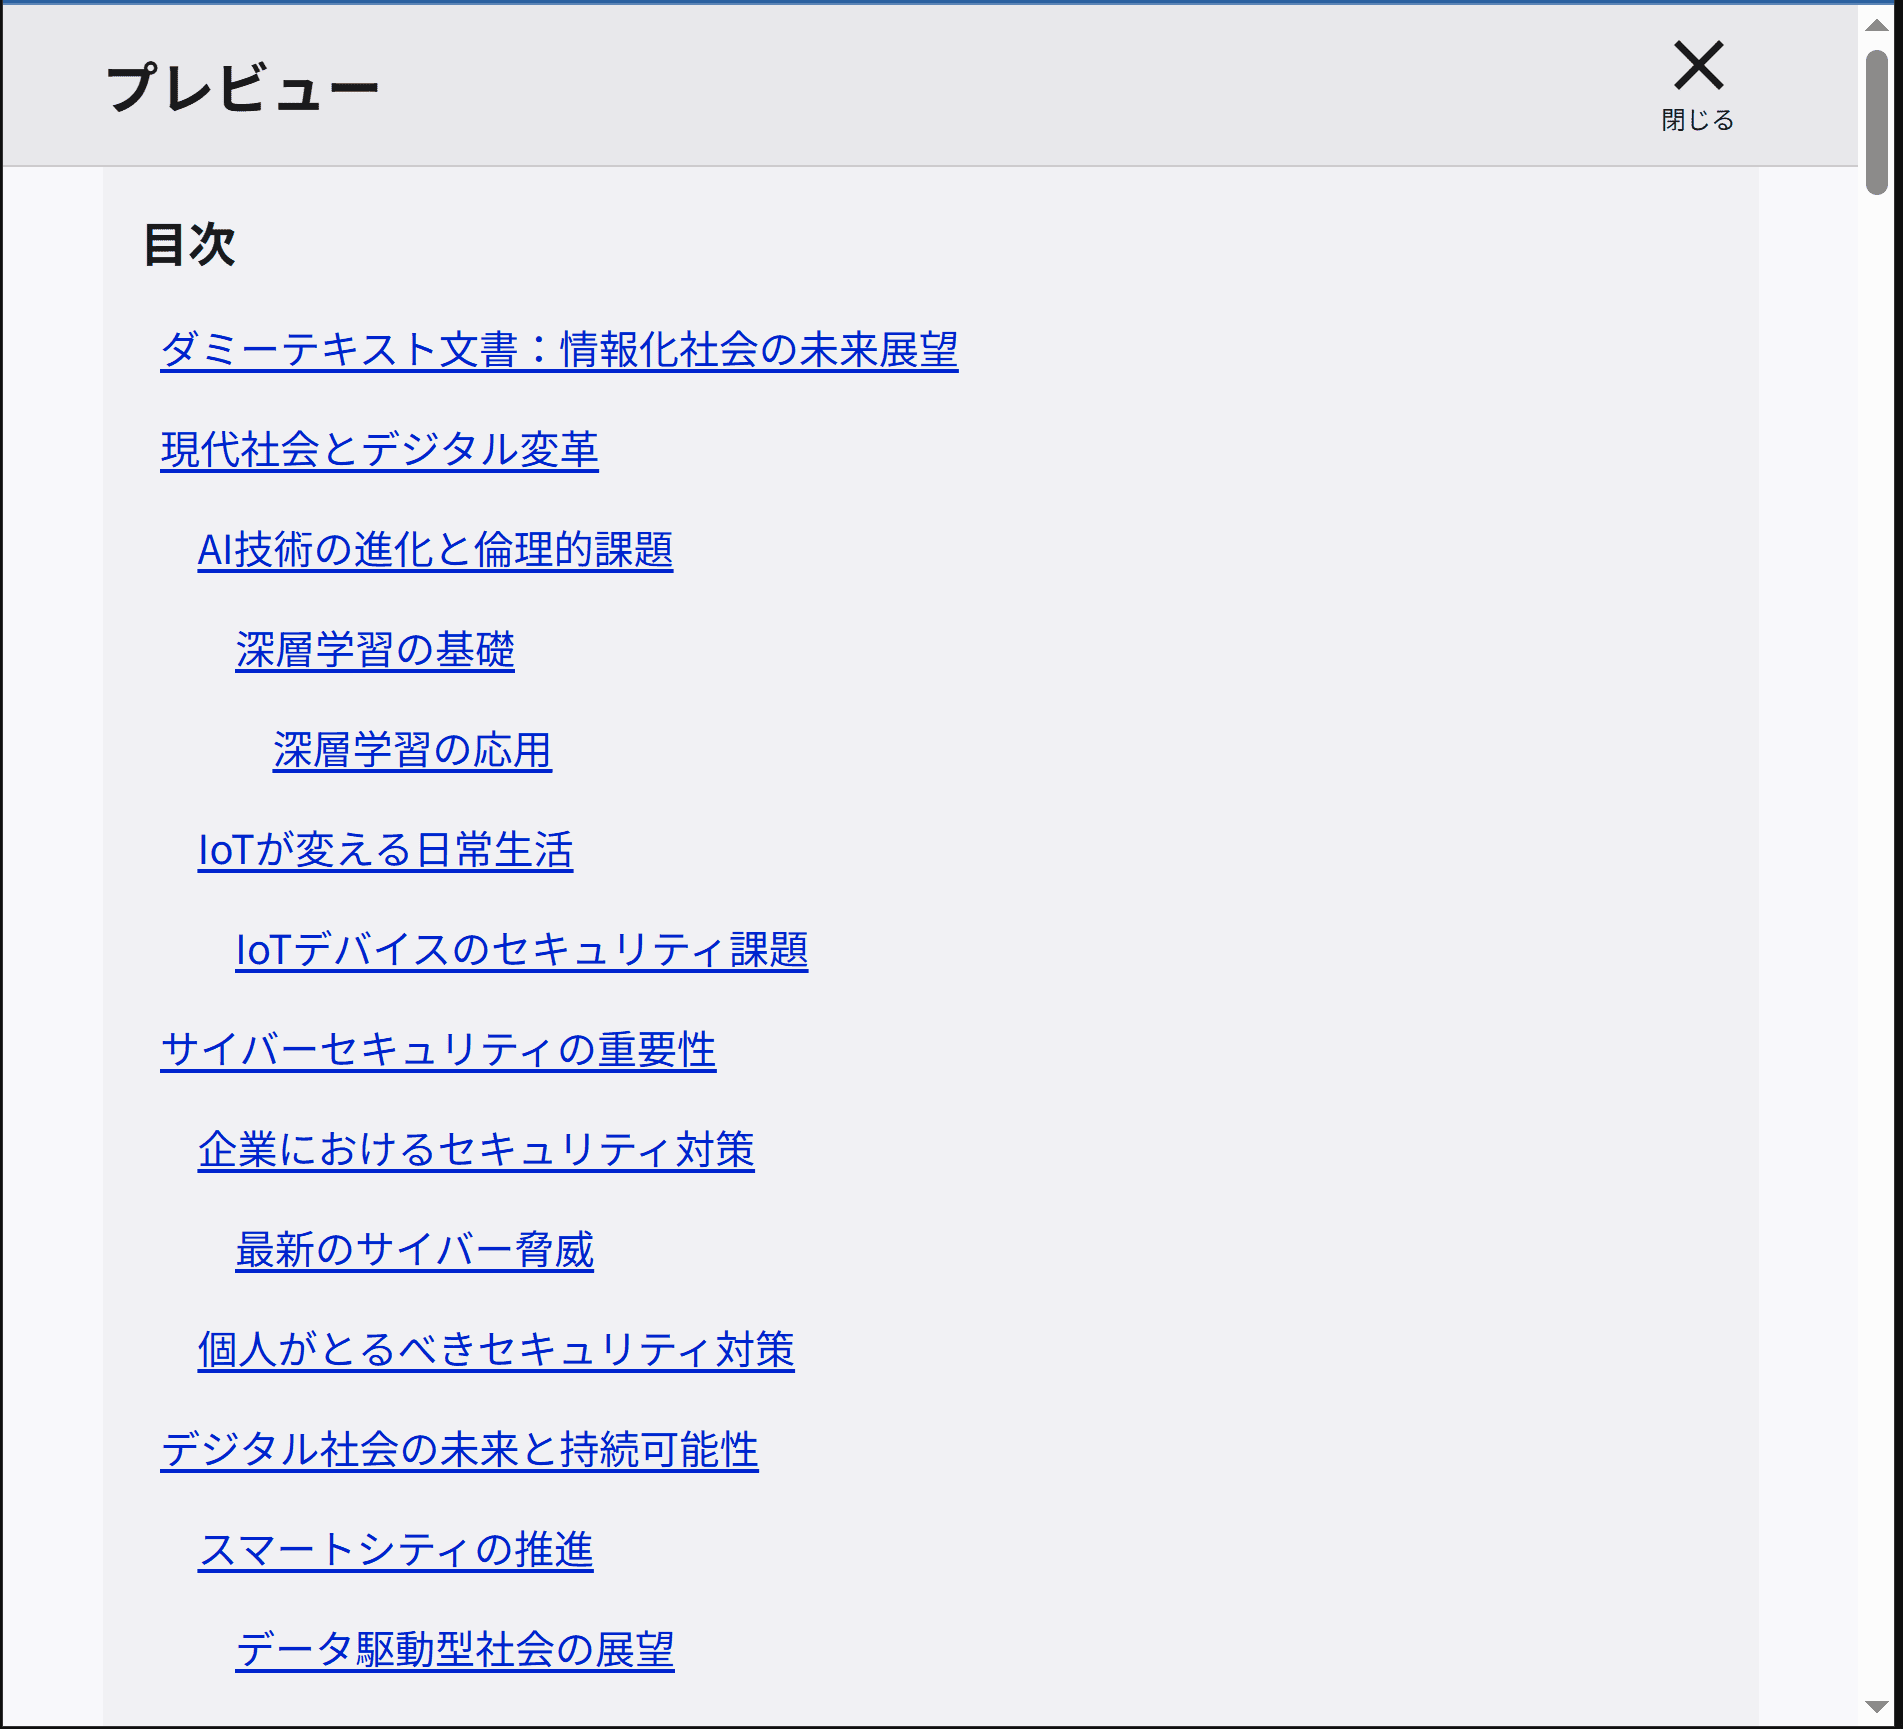 プレビュー
閉じる
目次
ダミーテキスト文書：情報化社会の未来展望
現代社会とデジタル変革
AI技術の進化と倫理的課題
深層学習の基礎
深層学習の応用
IoTが変える日常生活
IoTデバイスのセキュリティ課題
サイバーセキュリティの重要性
企業におけるセキュリティ対策
最新のサイバー脅威
個人がとるべきセキュリティ対策
デジタル社会の未来と持続可能性
スマートシティの推進
データ駆動型社会の展望